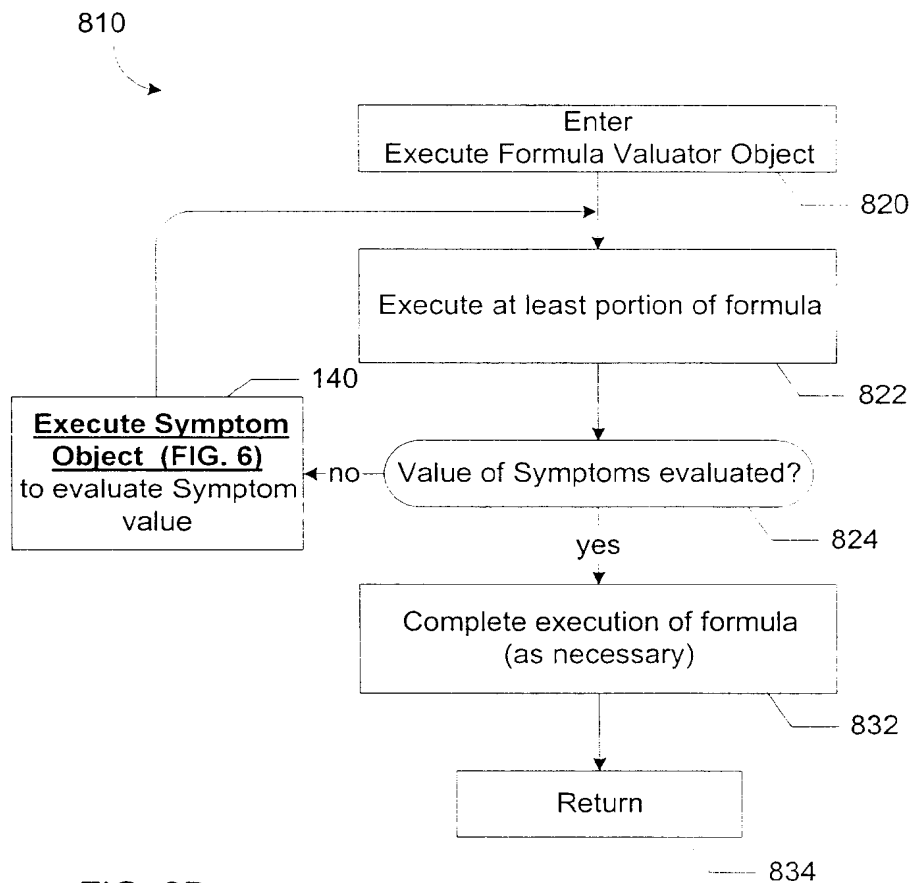 810
Enter
Execute Formula Valuator Object
820
Execute at least portion of formula
822
140
Execute Symptom
Object (FIG. 6)
to evaluate Symptom
value
no
Value of Symptoms evaluated?
824
yes
Complete execution of formula
(as necessary)
832
Return
834